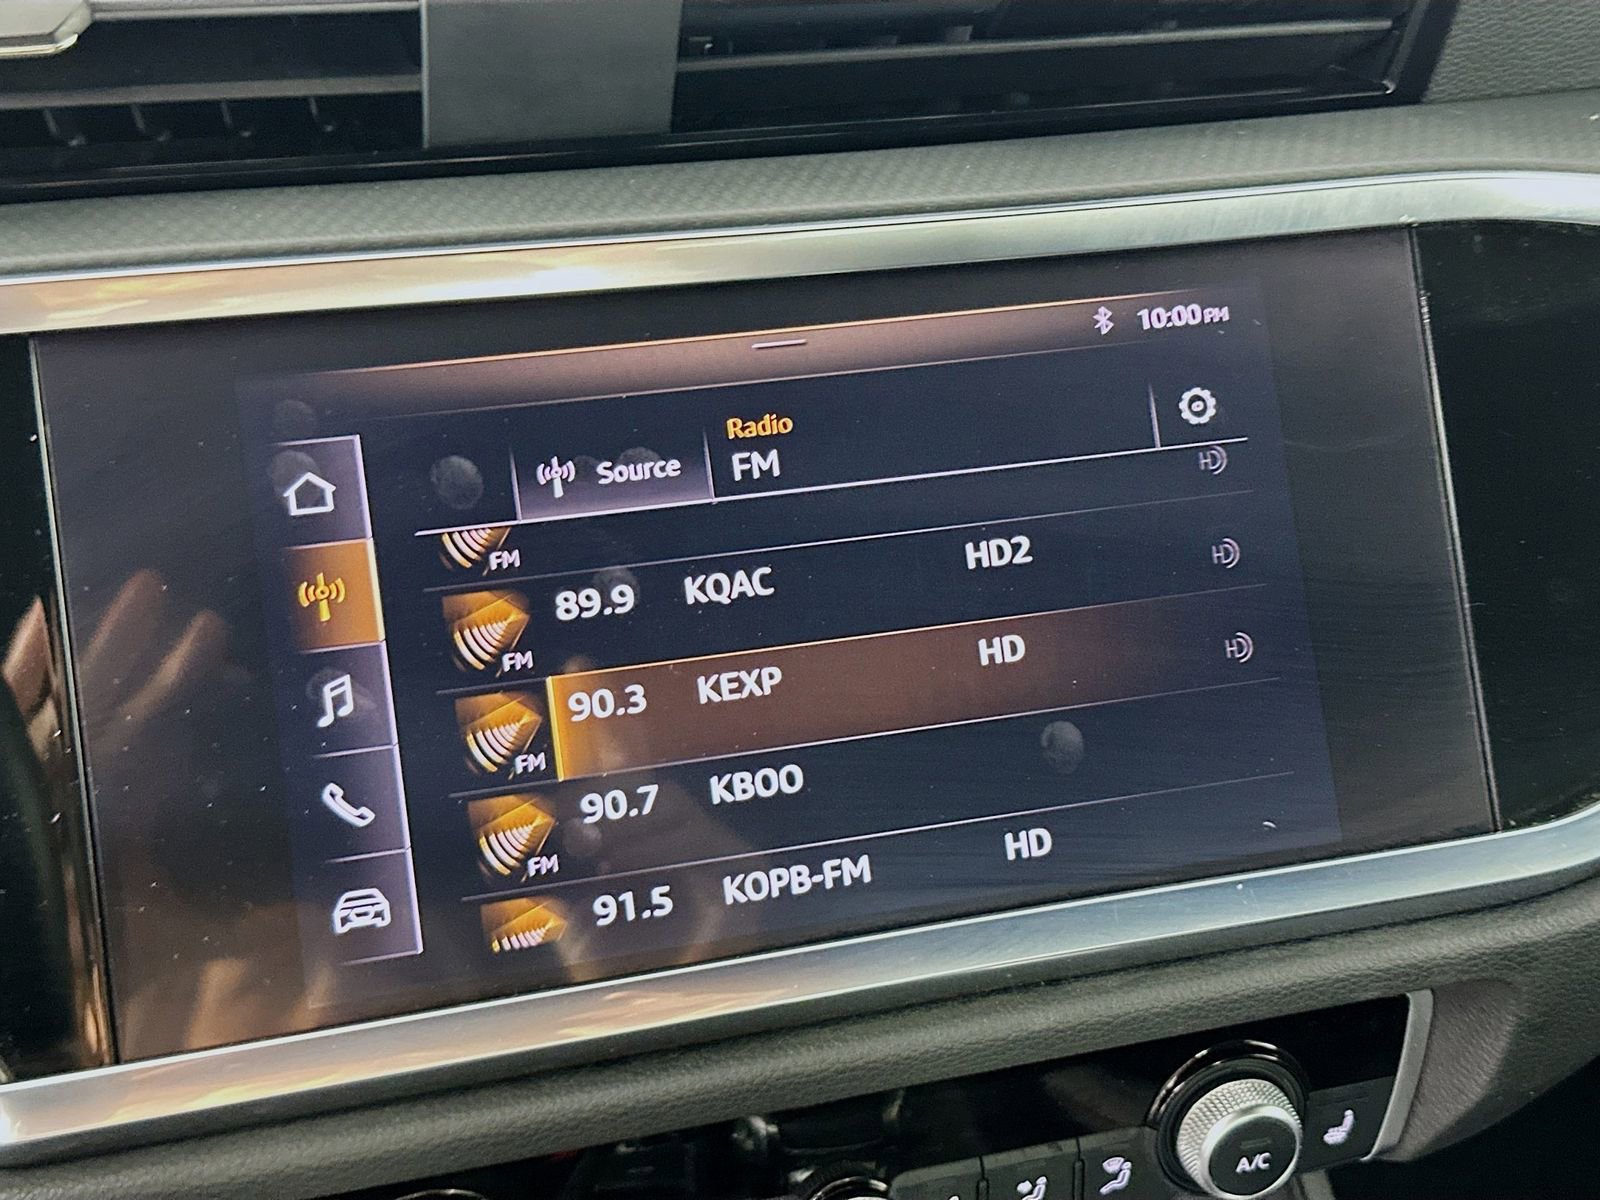 10:00 PM
Radio
Source FM
HD
FM
89.9 KQAC HD2 HD
FM
90.3 KEXP HD HD
FM
90.7 KBOO
FM
91.5 KOPB-FM HD
A/C